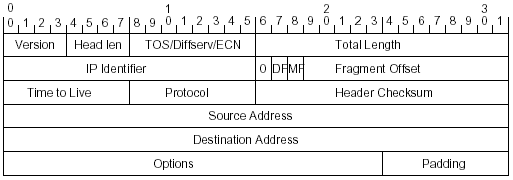 0 1 2 3
0 1 2 3 4 5 6 7 8 9 0 1 2 3 4 5 6 7 8 9 0 1 2 3 4 5 6 7 8 9 0 1
Version Head len TOS/Diffserv/ECN Total Length
IP Identifier 0 DF MF Fragment Offset
Time to Live Protocol Header Checksum
Source Address
Destination Address
Options Padding